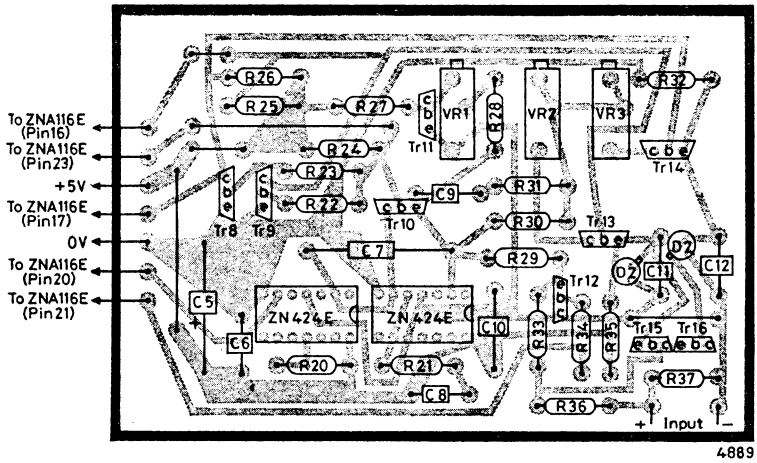 R26
R32
R25
R27
c b e
Tr11
VR1
R28
VR2
VR3
To ZNA116E
(Pin16)
To ZNA116E
(Pin23)
R24
c b e
Tr14
+5V
R23
R31
C9
To ZNA116E
(Pin17)
c b e
Tr8
c b e
Tr9
R22
c b e
Tr10
R30
Tr13
c b e
0V
C7
R29
DZ
DZ
C11
C12
To ZNA116E
(Pin20)
Tr12
c b e
To ZNA116E
(Pin21)
C5
+
C6
ZN424E
ZN424E
C10
R33
R34
R35
Tr15 Tr16
e b c e b c
R20
R21
R37
C8
R36
+ Input -
4889